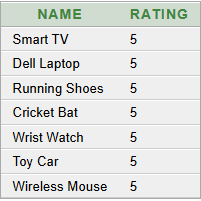 NAME RATING
Smart TV 5
Dell Laptop 5
Running Shoes 5
Cricket Bat 5
Wrist Watch 5
Toy Car 5
Wireless Mouse 5